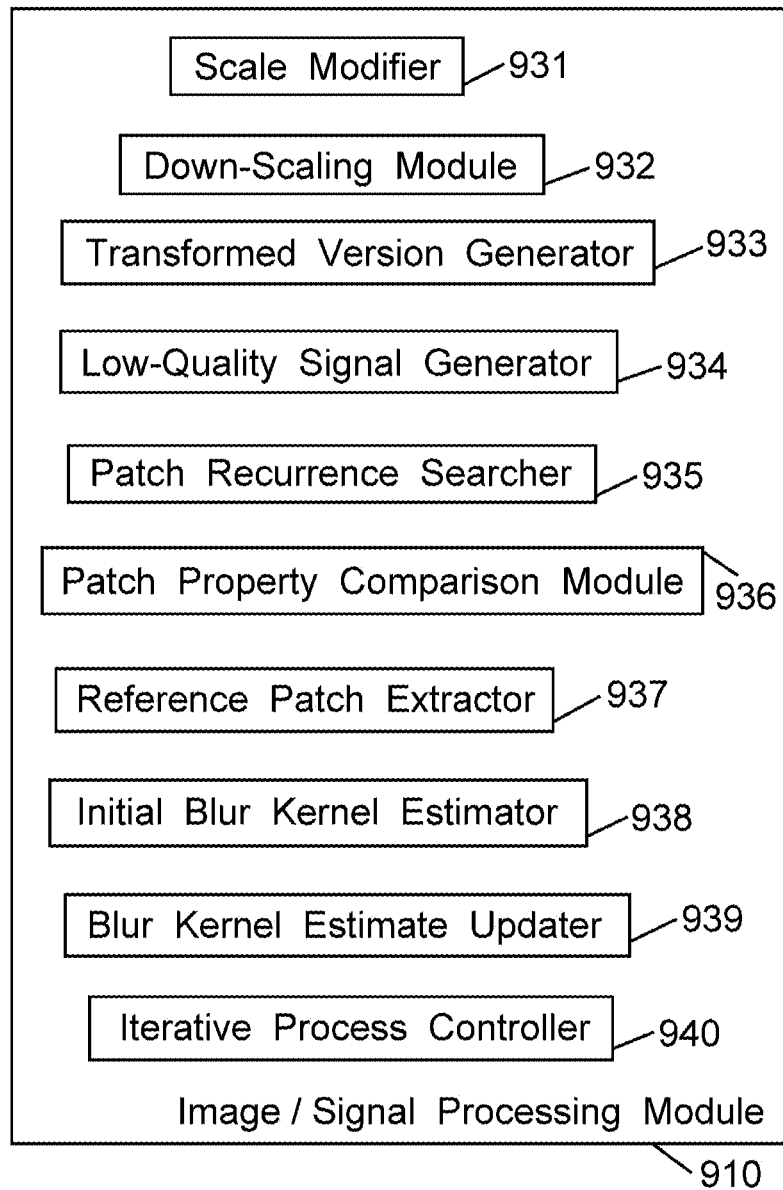 Scale Modifier 931
Down-Scaling Module 932
Transformed Version Generator 933
Low-Quality Signal Generator 934
Patch Recurrence Searcher 935
Patch Property Comparison Module 936
Reference Patch Extractor 937
Initial Blur Kernel Estimator 938
Blur Kernel Estimate Updater 939
Iterative Process Controller 940
Image / Signal Processing Module
910